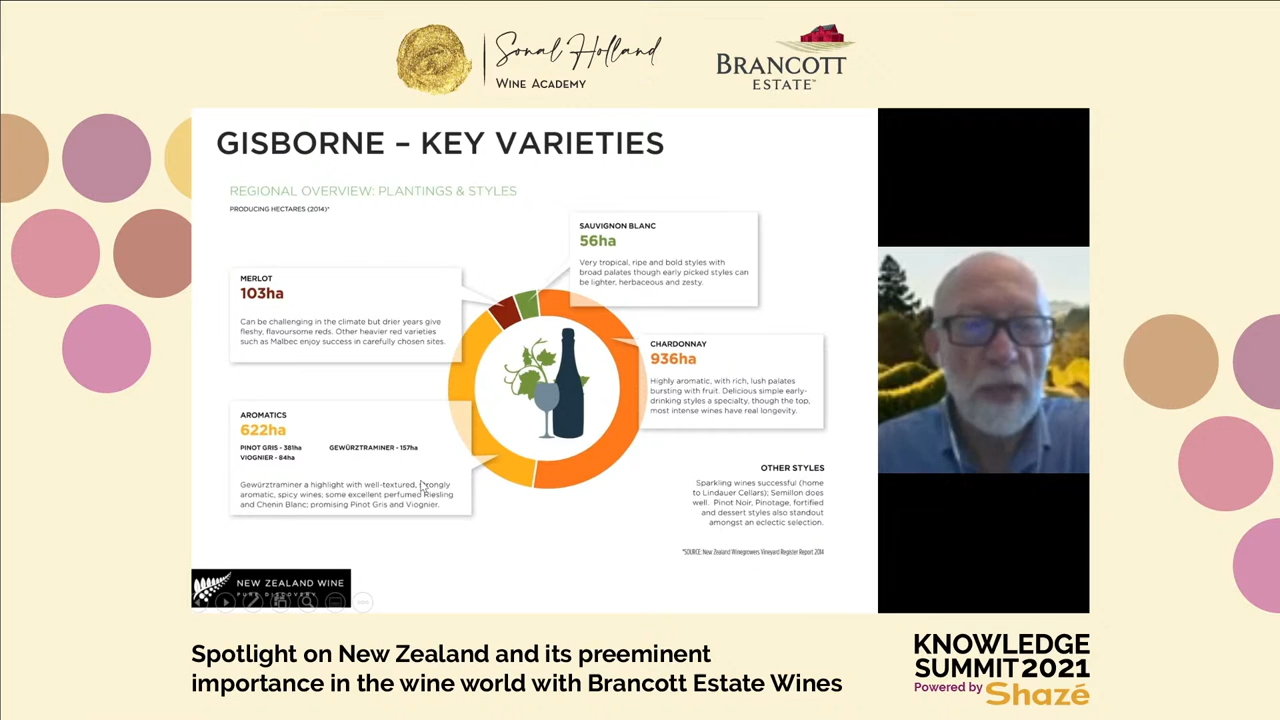 Sonal Holland
WINE ACADEMY
BRANCOTT
ESTATE™
GISBORNE – KEY VARIETIES
REGIONAL OVERVIEW: PLANTINGS & STYLES
PRODUCING HECTARES (2014)*
SAUVIGNON BLANC
56ha
Very tropical, ripe and bold styles with
broad palates though early picked styles can
be lighter, herbaceous and zesty.
MERLOT
103ha
Can be challenging in the climate but drier years give
fleshy, flavoursome reds. Other heavier red varieties
such as Malbec enjoy success in carefully chosen sites.
CHARDONNAY
936ha
Highly aromatic, with rich, lush palates
bursting with fruit. Delicious simple early-
drinking styles a specialty, though the top,
most intense wines have real longevity.
AROMATICS
622ha
PINOT GRIS - 381ha GEWÜRZTRAMINER - 157ha
VIOGNIER - 84ha
Gewürztraminer a highlight with well-textured, strongly
aromatic, spicy wines; some excellent perfumed Riesling
and Chenin Blanc; promising Pinot Gris and Viognier.
OTHER STYLES
Sparkling wines successful (home
to Lindauer Cellars); Semillon does
well. Pinot Noir, Pinotage, fortified
and dessert styles also standout
amongst an eclectic selection.
*SOURCE: New Zealand Winegrowers Vineyard Register Report 2014
NEW ZEALAND WINE
PURE DISCOVERY
Spotlight on New Zealand and its preeminent
importance in the wine world with Brancott Estate Wines
KNOWLEDGE
SUMMIT 2021
Powered by Shazé